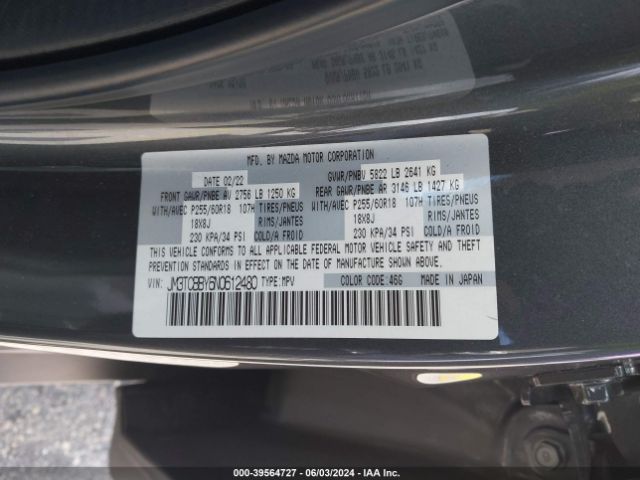 MFD. BY MAZDA MOTOR CORPORATION
DATE 02/22 GVWR/PNBV 5822 LB 2641 KG
FRONT GAWR/PNBE AV 2756 LB 1250 KG REAR GAWR/PNBE AR 3146 LB 1427 KG
WITH/AVEC P255/60R18 107H TIRES/PNEUS WITH/AVEC P255/60R18 107H TIRES/PNEUS
18X8J RIMS/JANTES 18X8J RIMS/JANTES
230 KPA/34 PSI COLD/A FROID 230 KPA/34 PSI COLD/A FROID
THIS VEHICLE CONFORMS TO ALL APPLICABLE FEDERAL MOTOR VEHICLE SAFETY AND THEFT
PREVENTION STANDARDS IN EFFECT ON THE DATE OF MANUFACTURE SHOWN ABOVE.
VIN: JM3TCBBY6N0612480 TYPE: MPV COLOR CODE: 46G MADE IN JAPAN
000-39564727 - 06/03/2024 - IAAI.COM